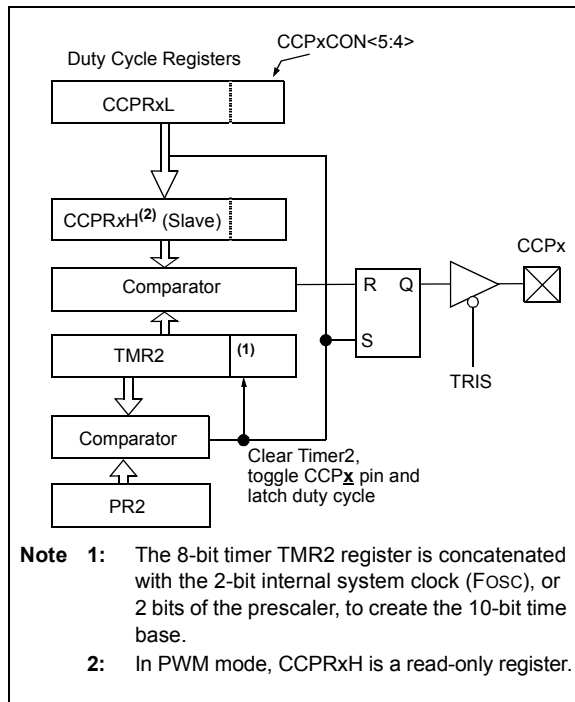 CCPxCON<5:4>
Duty Cycle Registers
CCPRxL
CCPRxH(2) (Slave)
CCPx
Comparator
R Q
TMR2
(1)
S
TRIS
Comparator
Clear Timer2,
toggle CCPx pin and
latch duty cycle
PR2
Note 1: The 8-bit timer TMR2 register is concatenated
with the 2-bit internal system clock (FOSC), or
2 bits of the prescaler, to create the 10-bit time
base.
2: In PWM mode, CCPRxH is a read-only register.